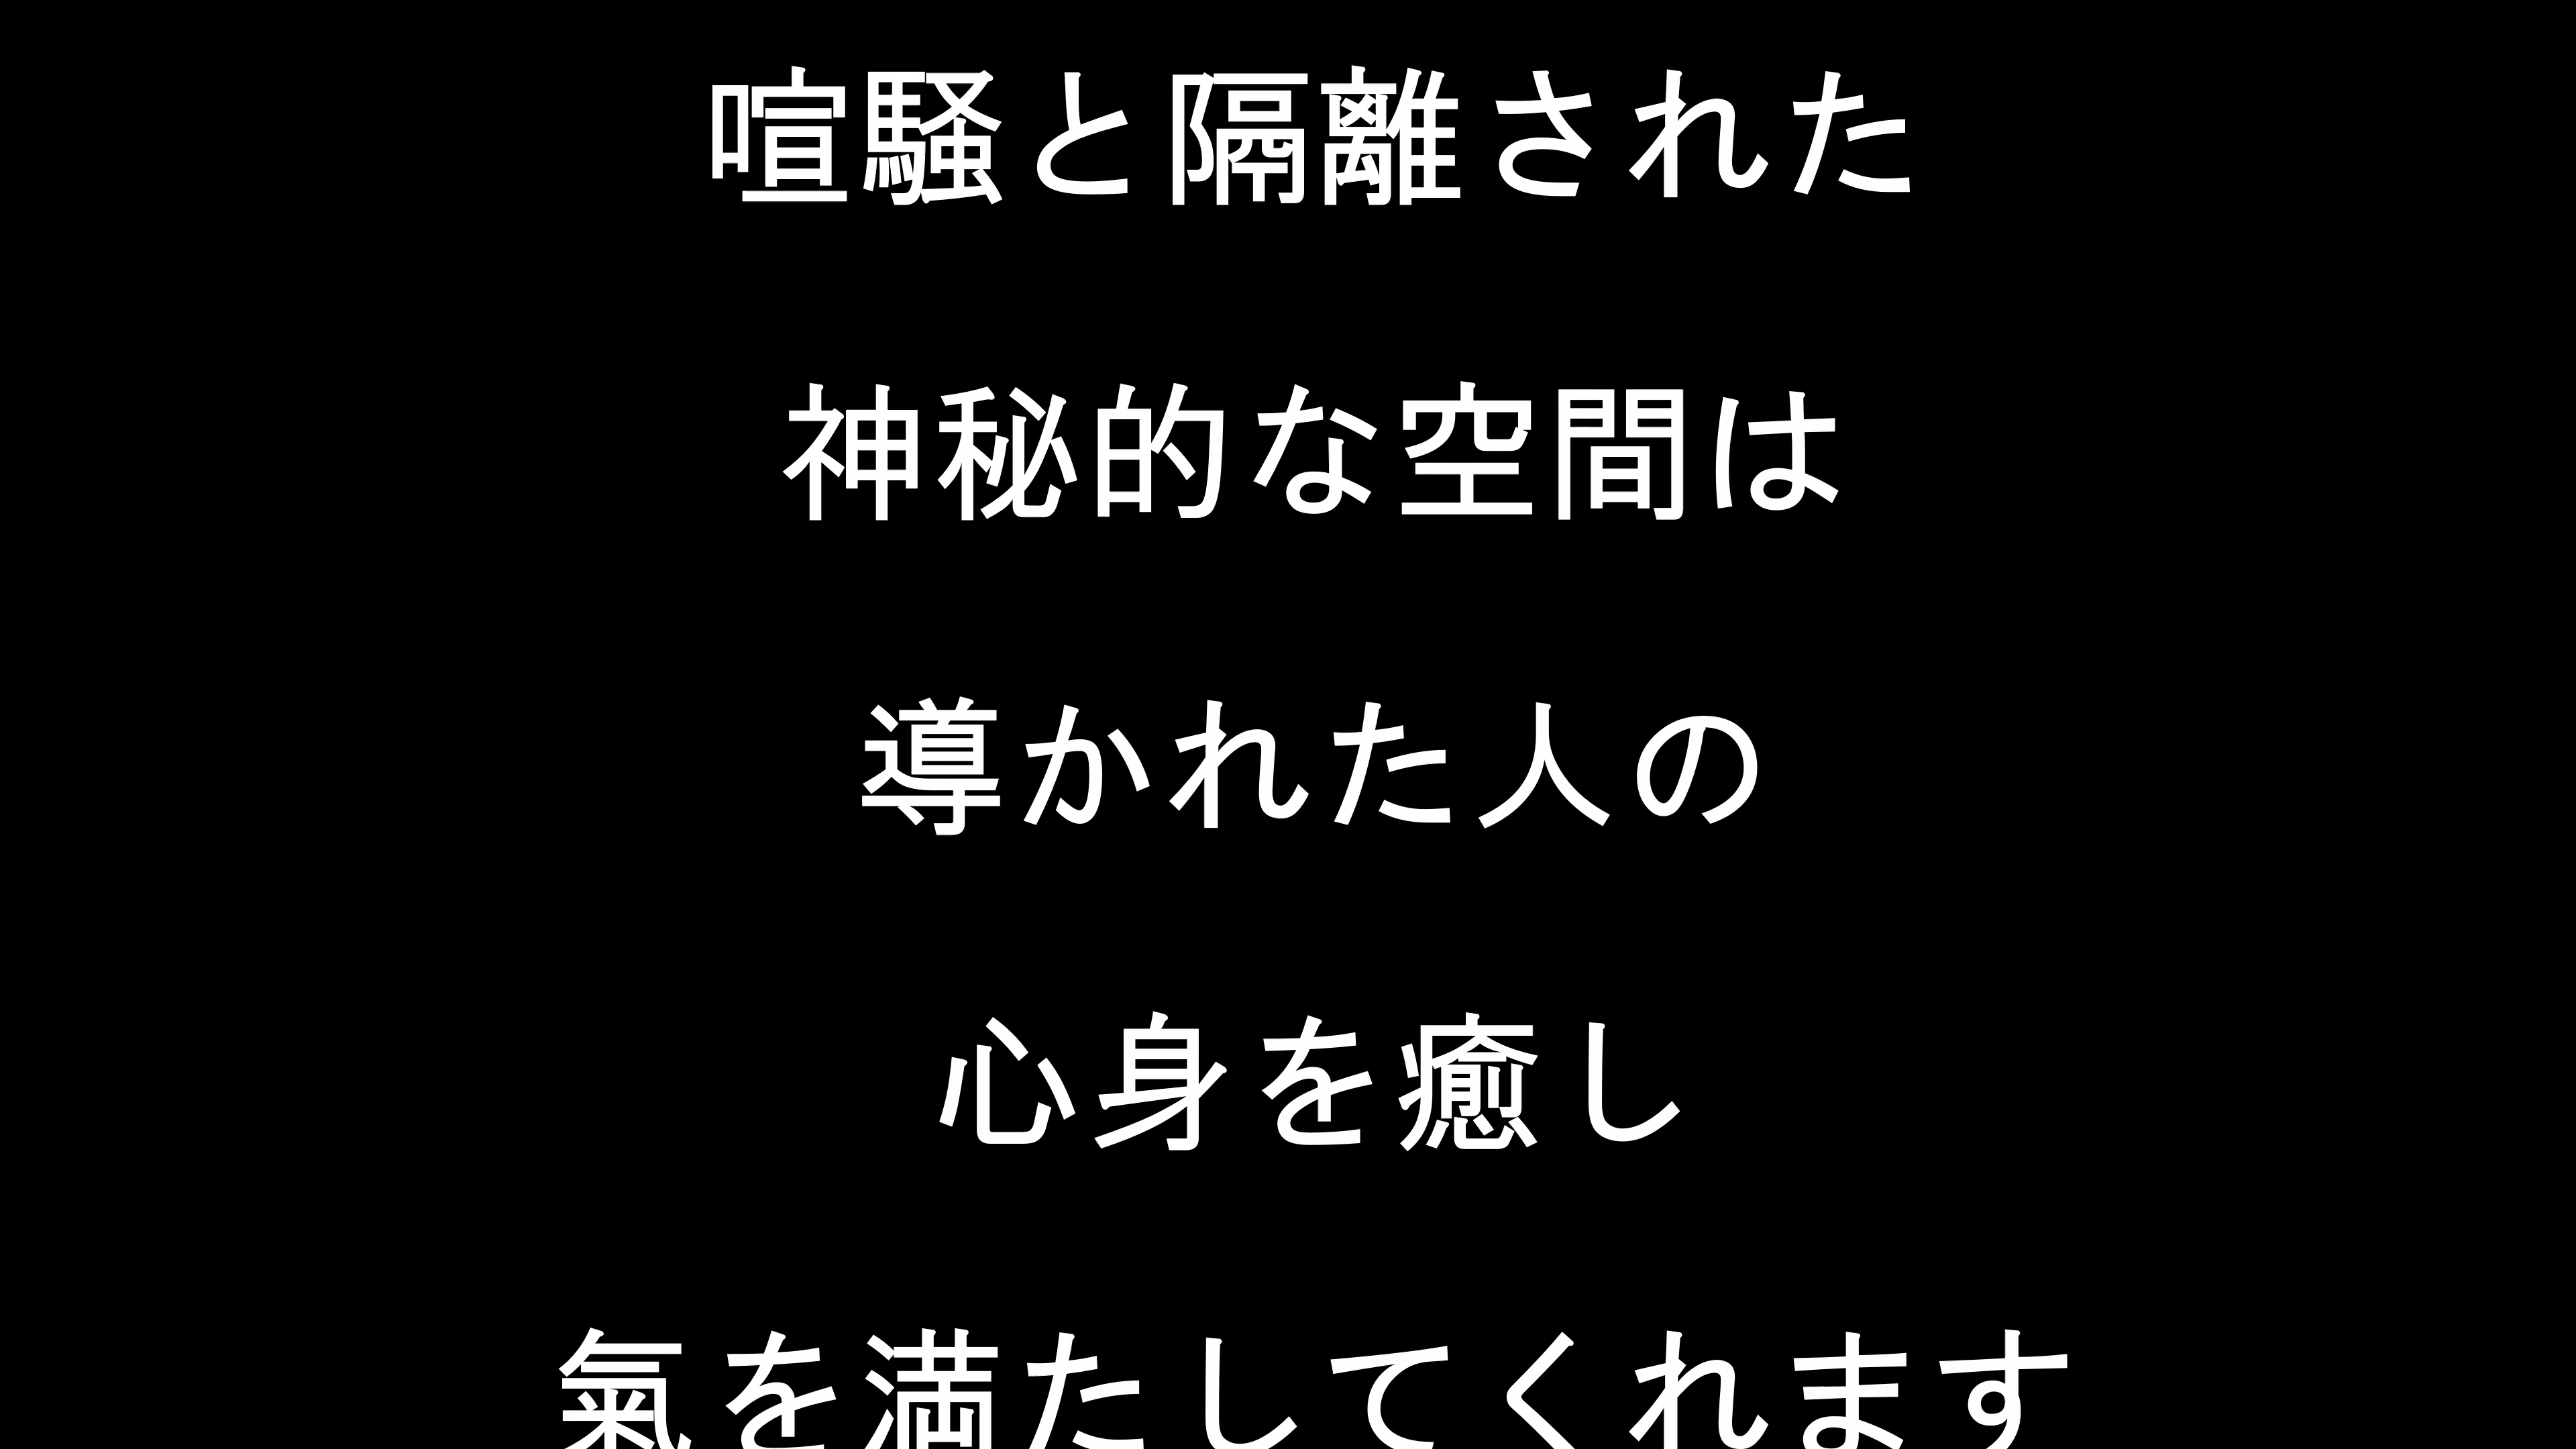 喧騒と隔離された
神秘的な空間は
導かれた人の
心身を癒し
氣を満たしてくれます